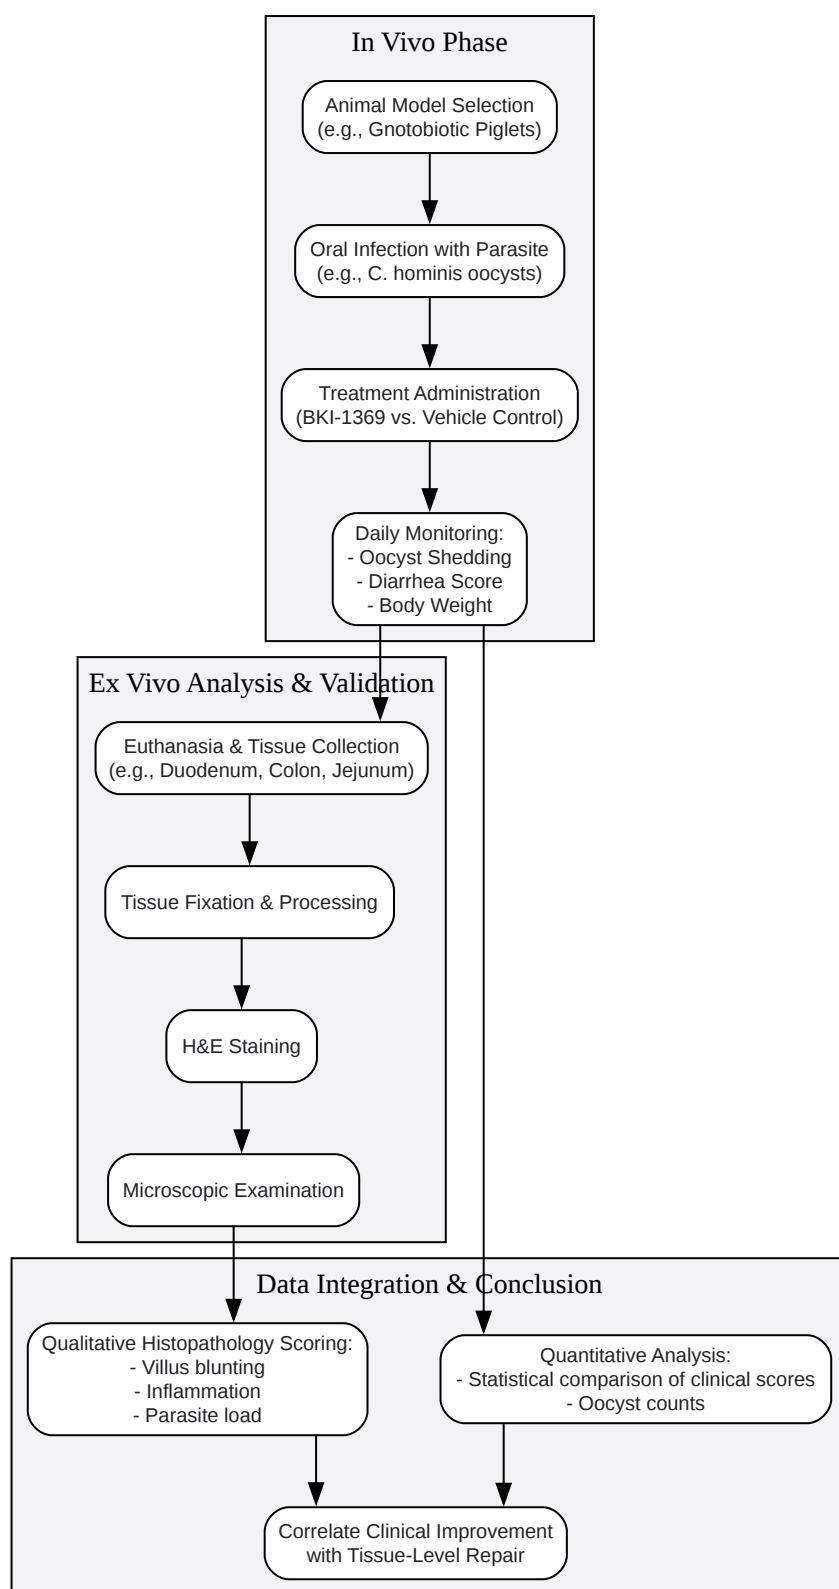 In Vivo Phase
Animal Model Selection
(e.g., Gnotobiotic Piglets)
Oral Infection with Parasite
(e.g., C. hominis oocysts)
Treatment Administration
(BKI-1369 vs. Vehicle Control)
Daily Monitoring:
- Oocyst Shedding
- Diarrhea Score
- Body Weight
Ex Vivo Analysis & Validation
Euthanasia & Tissue Collection
(e.g., Duodenum, Colon, Jejunum)
Tissue Fixation & Processing
H&E Staining
Microscopic Examination
Data Integration & Conclusion
Qualitative Histopathology Scoring:
- Villus blunting
- Inflammation
- Parasite load
Quantitative Analysis:
- Statistical comparison of clinical scores
- Oocyst counts
Correlate Clinical Improvement
with Tissue-Level Repair